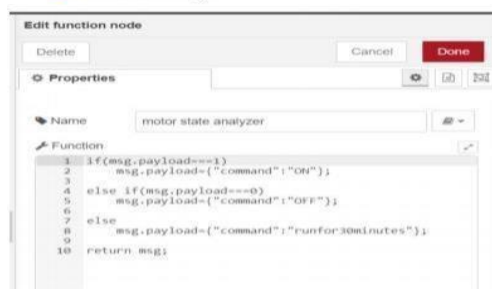 Edit function node
Delete Cancel Done
Properties
Name motor state analyzer
Function
1 if(msg.payload===1)
2 msg.payload={"command":"ON"};
3
4 else if(msg.payload===0)
5 msg.payload={"command":"OFF"};
6
7 else
8 msg.payload={"command":"runfor30minutes"};
9
10 return msg;